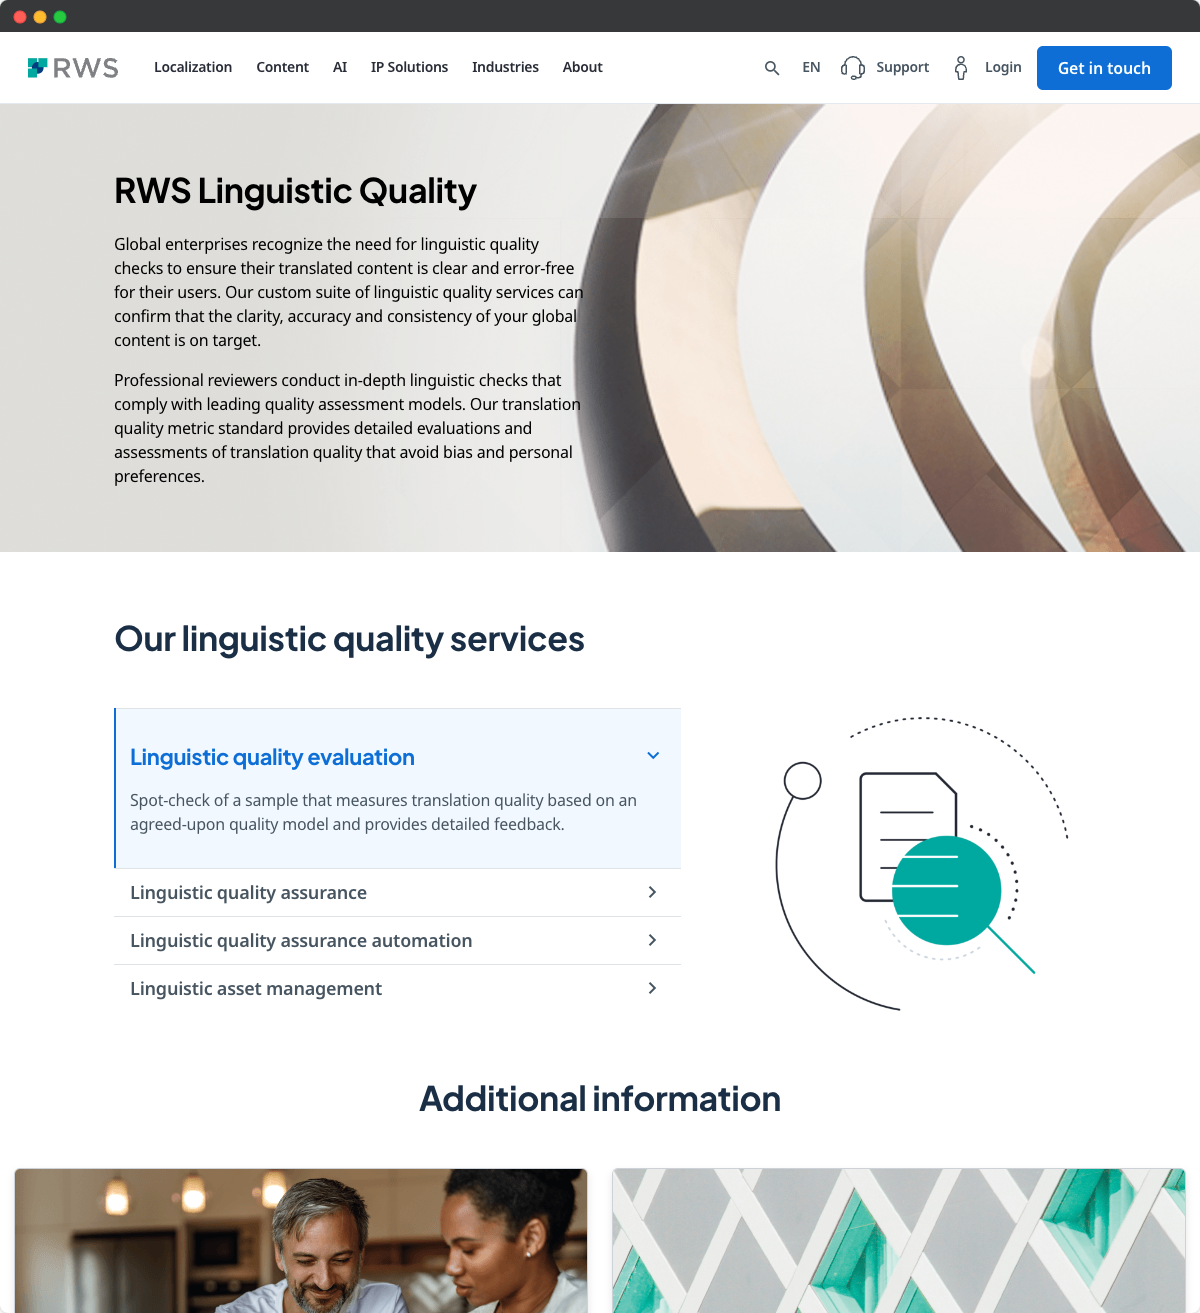 RWS
Localization
Content
AI
IP Solutions
Industries
About
EN
Support
Login
Get in touch
RWS Linguistic Quality
Global enterprises recognize the need for linguistic quality
checks to ensure their translated content is clear and error-free
for their users. Our custom suite of linguistic quality services can
confirm that the clarity, accuracy and consistency of your global
content is on target.
Professional reviewers conduct in-depth linguistic checks that
comply with leading quality assessment models. Our translation
quality metric standard provides detailed evaluations and
assessments of translation quality that avoid bias and personal
preferences.
Our linguistic quality services
Linguistic quality evaluation
Spot-check of a sample that measures translation quality based on an
agreed-upon quality model and provides detailed feedback.
Linguistic quality assurance
Linguistic quality assurance automation
Linguistic asset management
Additional information